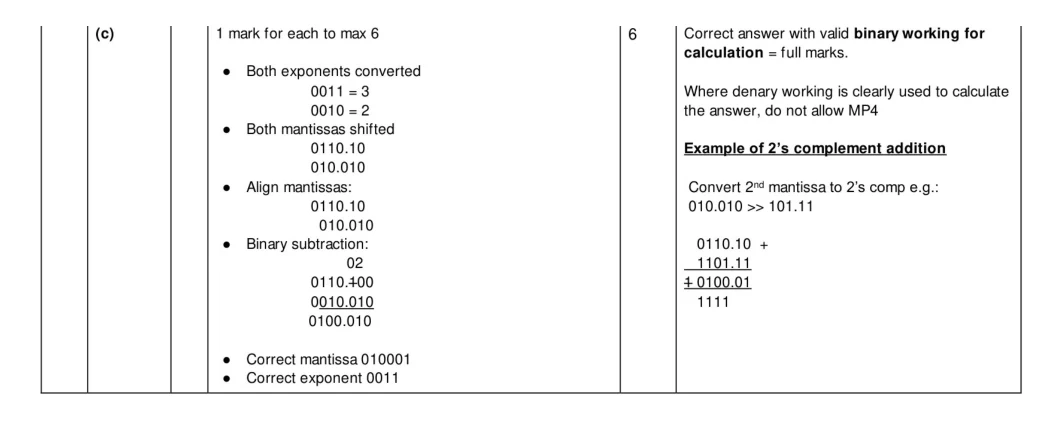 (c)
1 mark for each to max 6
• Both exponents converted
0011 = 3
0010 = 2
• Both mantissas shifted
0110.10
010.010
• Align mantissas:
0110.10
010.010
• Binary subtraction:
02
0110.100
0010.010
0100.010
• Correct mantissa 010001
• Correct exponent 0011
6
Correct answer with valid binary working for
calculation = full marks.
Where denary working is clearly used to calculate
the answer, do not allow MP4
Example of 2's complement addition
Convert 2nd mantissa to 2's comp e.g.:
010.010 >> 101.11
0110.10 +
1101.11
1 0100.01
1111